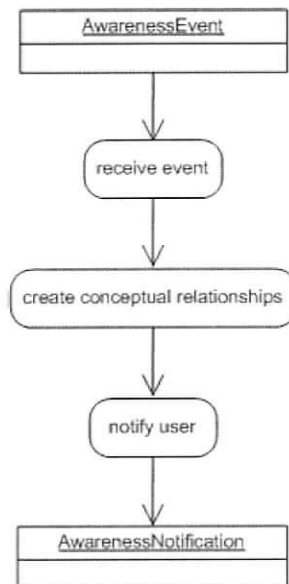 AwarenessEvent
receive event
create conceptual relationships
notify user
AwarenessNotification